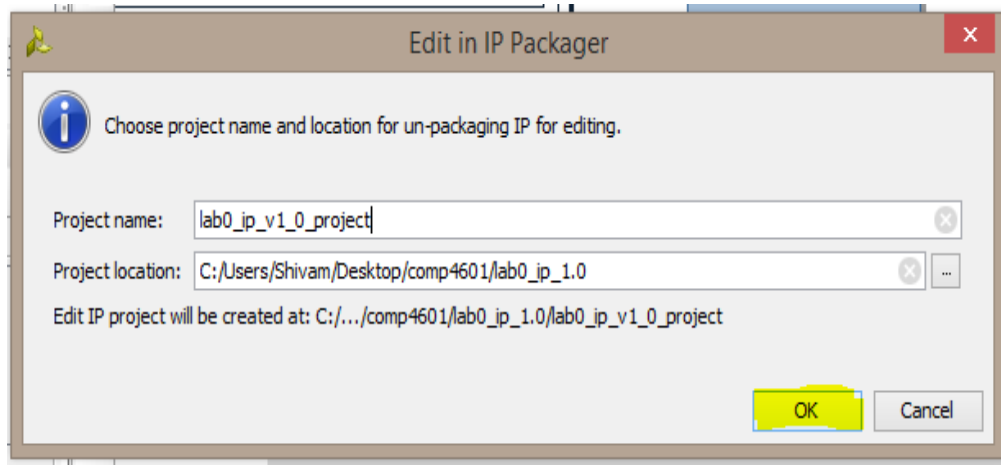 Edit in IP Packager
x
Choose project name and location for un-packaging IP for editing.
Project name: lab0_ip_v1_0_project
Project location: C:/Users/Shivam/Desktop/comp4601/lab0_ip_1.0 ...
Edit IP project will be created at: C:/.../comp4601/lab0_ip_1.0/lab0_ip_v1_0_project
OK Cancel